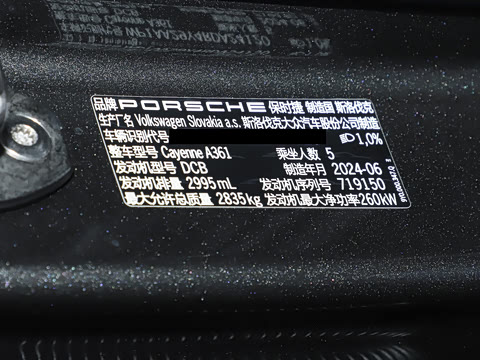 品牌 PORSCHE 保时捷 制造国 斯洛伐克
生产厂名 Volkswagen Slovakia a.s. 斯洛伐克大众汽车股份公司制造
车辆识别代号
1,0%
整车型号 Cayenne A361 乘坐人数 5
发动机型号 DCB 制造年月 2024-06
发动机排量 2995 mL 发动机序列号 719150
最大允许总质量 2835 kg 发动机最大净功率 260kW